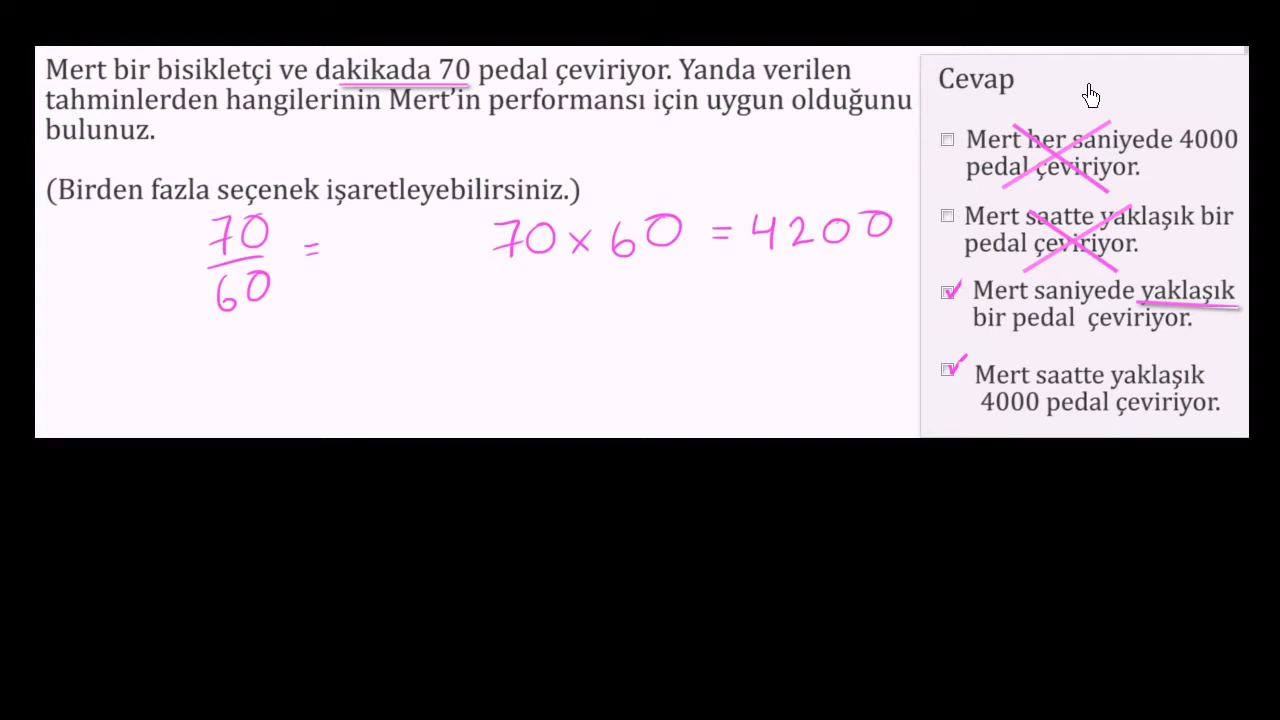 Mert bir bisikletçi ve dakikada 70 pedal çeviriyor. Yanda verilen
tahminlerden hangilerinin Mert'in performansı için uygun olduğunu
bulunuz.
(Birden fazla seçenek işaretleyebilirsiniz.)
70
60
=
70 × 60 = 4200
Cevap
Mert her saniyede 4000
pedal çeviriyor.
Mert saatte yaklaşık bir
pedal çeviriyor.
Mert saniyede yaklaşık
bir pedal çeviriyor.
Mert saatte yaklaşık
4000 pedal çeviriyor.